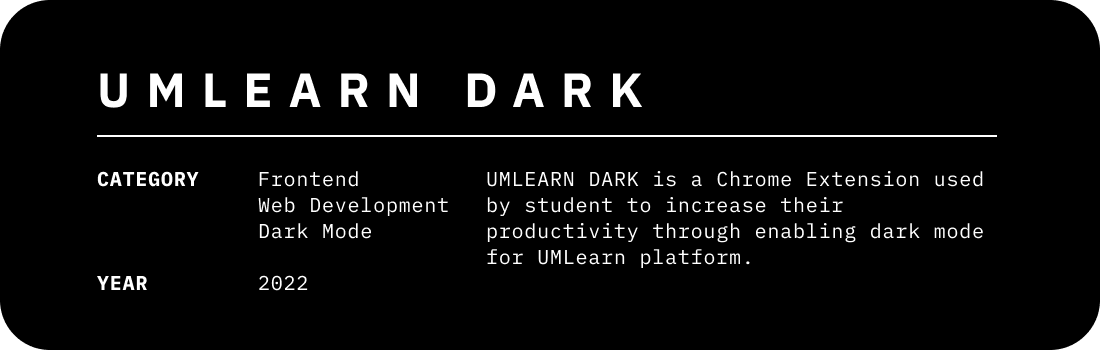 UMLEARN DARK
CATEGORY
Frontend
Web Development
Dark Mode
YEAR
2022
UMLEARN DARK is a Chrome Extension used
by student to increase their
productivity through enabling dark mode
for UMLearn platform.